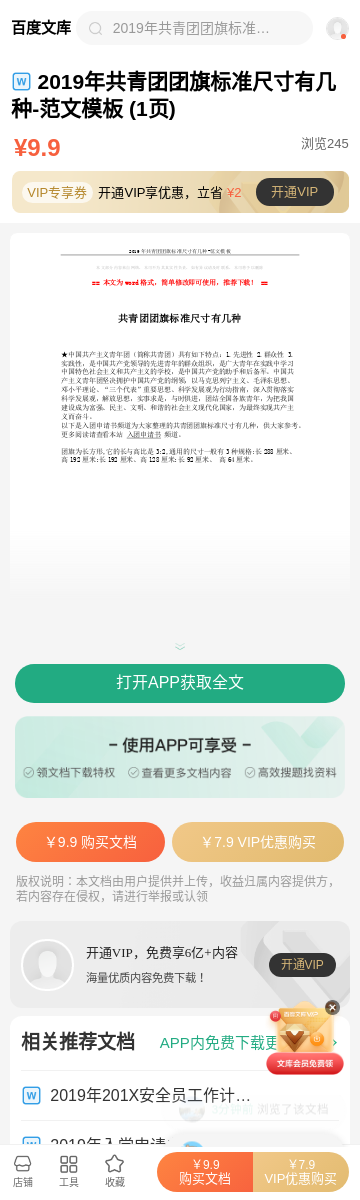 百度文库
2019年共青团团旗标准尺寸有几…
2019年共青团团旗标准尺寸有几
种-范文模板 (1页)
¥9.9
浏览245
VIP专享券 开通VIP享优惠，立省 ¥2 开通VIP
2019 年共青团团旗标准尺寸有几种-范文模板
== 本文为 word 格式，简单修改即可使用，推荐下载！ ==
共青团团旗标准尺寸有几种
★中国共产主义青年团（简称共青团）具有如下特点：1. 先进性 2. 群众性 3.
实践性，是中国共产党领导的先进青年的群众组织，是广大青年在实践中学习
中国特色社会主义和共产主义的学校，是中国共产党的助手和后备军。中国共
产主义青年团坚决拥护中国共产党的纲领，以马克思列宁主义、毛泽东思想、
邓小平理论、“三个代表”重要思想、科学发展观为行动指南，深入贯彻落实
科学发展观，解放思想，实事求是，与时俱进，团结全国各族青年，为把我国
建设成为富强、民主、文明、和谐的社会主义现代化国家，为最终实现共产主
义而奋斗。
以下是入团申请书频道为大家整理的共青团团旗标准尺寸有几种，供大家参考。
更多阅读请查看本站 入团申请书 频道。
团旗为长方形,它的长与高比是 3:2,通用的尺寸一般有 3 种规格:长 288 厘米、
高 192 厘米;长 192 厘米、高 128 厘米;长 92 厘米、 高 64 厘米。
打开APP获取全文
– 使用APP可享受 –
领文档下载特权 查看更多文档内容 高效搜题找资料
￥9.9 购买文档
￥7.9 VIP优惠购买
版权说明：本文档由用户提供并上传，收益归属内容提供方，
若内容存在侵权，请进行举报或认领
开通VIP，免费享6亿+内容
海量优质内容免费下载！
开通VIP
相关推荐文档
APP内免费下载更
文库会员免费领
2019年201X安全员工作计…
浏览了该文档
2019年入党申请
店铺
工具
收藏
￥9.9
购买文档
￥7.9
VIP优惠购买